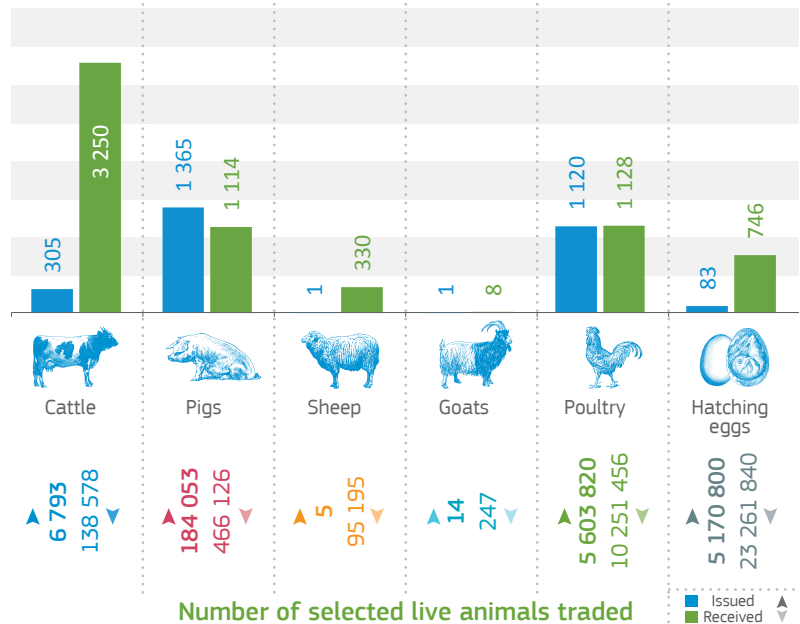 305
3 250
1 365
1 114
1
330
1
8
1 120
1 128
83
746
Cattle
Pigs
Sheep
Goats
Poultry
Hatching
eggs
6 793
138 578
184 053
466 126
5
95 195
14
247
5 603 820
10 251 456
5 170 800
23 261 840
Number of selected live animals traded
Issued
Received